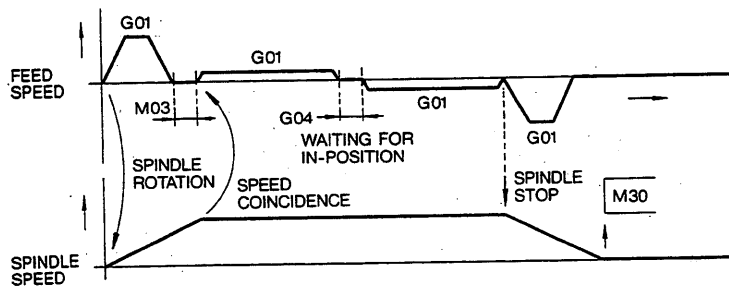 G01
G01
FEED
SPEED
M03
G04
G01
G01
WAITING FOR
IN-POSITION
SPINDLE
ROTATION
SPEED
COINCIDENCE
SPINDLE
STOP
M30
SPINDLE
SPEED